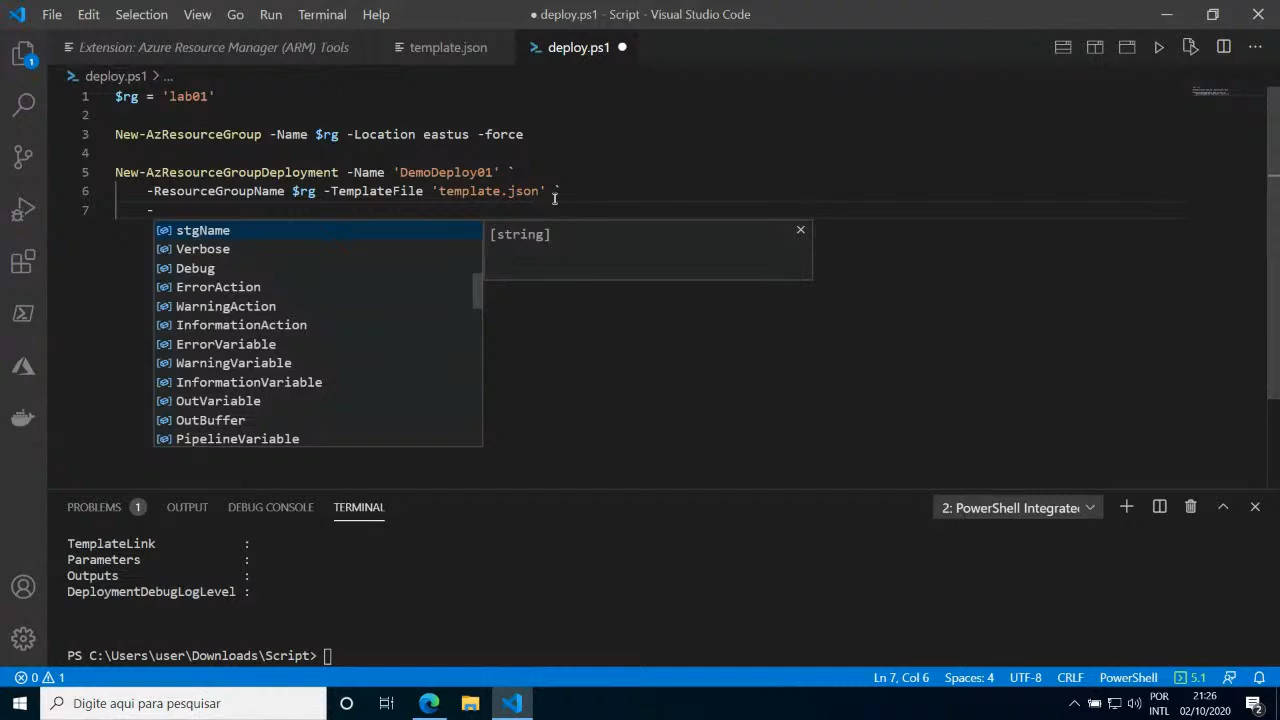 File Edit Selection View Go Run Terminal Help
● deploy.ps1 - Script - Visual Studio Code
Extension: Azure Resource Manager (ARM) Tools
template.json
deploy.ps1
deploy.ps1 > ...
1 $rg = 'lab01'
2
3 New-AzResourceGroup -Name $rg -Location eastus -force
4
5 New-AzResourceGroupDeployment -Name 'DemoDeploy01' `
6 -ResourceGroupName $rg -TemplateFile 'template.json' `
7 -
stgName
[string]
Verbose
Debug
ErrorAction
WarningAction
InformationAction
ErrorVariable
WarningVariable
InformationVariable
OutVariable
OutBuffer
PipelineVariable
PROBLEMS 1 OUTPUT DEBUG CONSOLE TERMINAL
2: PowerShell Integrated
TemplateLink :
Parameters :
Outputs :
DeploymentDebugLogLevel :
PS C:\Users\user\Downloads\Script>
1
0 1
Ln 7, Col 6 Spaces: 4 UTF-8 CRLF PowerShell 5.1
Digite aqui para pesquisar
POR
INTL
21:26
02/10/2020
2